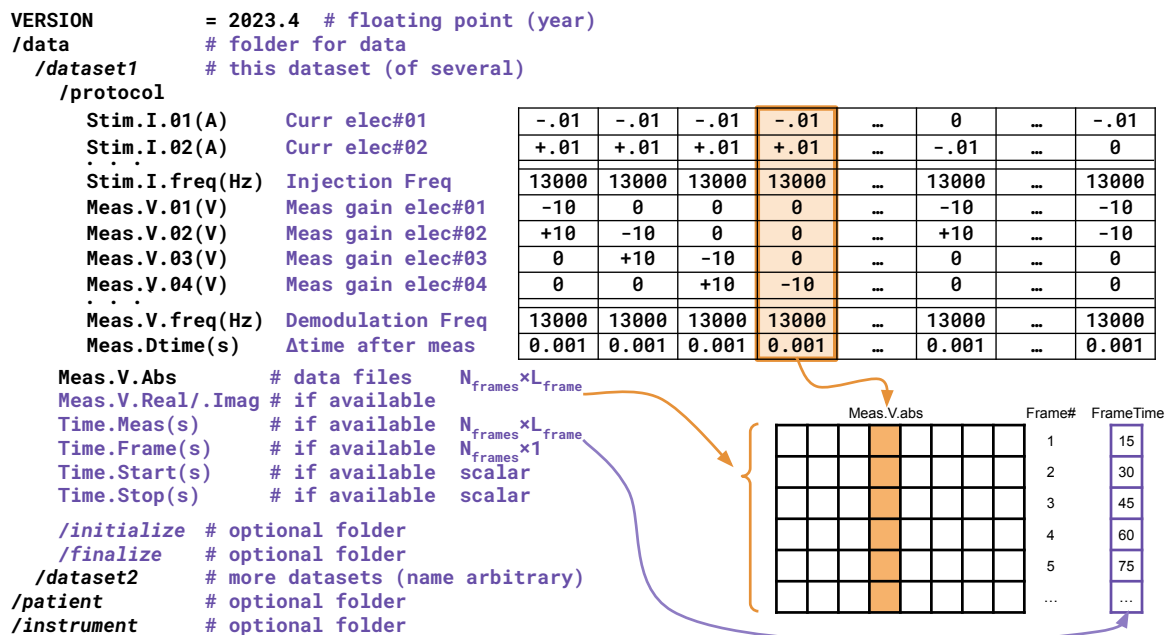 VERSION = 2023.4 # floating point (year)
/data # folder for data
/dataset1 # this dataset (of several)
/protocol
Stim.I.01(A) Curr elec#01 -.01 -.01 -.01 -.01 … 0 … -.01
Stim.I.02(A) Curr elec#02 +.01 +.01 +.01 +.01 … -.01 … 0
. . .
Stim.I.freq(Hz) Injection Freq 13000 13000 13000 13000 … 13000 … 13000
Meas.V.01(V) Meas gain elec#01 -10 0 0 0 … -10 … -10
Meas.V.02(V) Meas gain elec#02 +10 -10 0 0 … +10 … -10
Meas.V.03(V) Meas gain elec#03 0 +10 -10 0 … 0 … 0
Meas.V.04(V) Meas gain elec#04 0 0 +10 -10 … 0 … 0
. . .
Meas.V.freq(Hz) Demodulation Freq 13000 13000 13000 13000 … 13000 … 13000
Meas.Dtime(s) Δtime after meas 0.001 0.001 0.001 0.001 … 0.001 … 0.001
Meas.V.Abs # data files Nframes×Lframe
Meas.V.Real/.Imag # if available
Time.Meas(s) # if available Nframes×Lframe
Time.Frame(s) # if available Nframes×1
Time.Start(s) # if available scalar
Time.Stop(s) # if available scalar
/initialize # optional folder
/finalize # optional folder
/dataset2 # more datasets (name arbitrary)
/patient # optional folder
/instrument # optional folder
Meas.V.abs Frame# FrameTime
1 15
2 30
3 45
4 60
5 75
… …